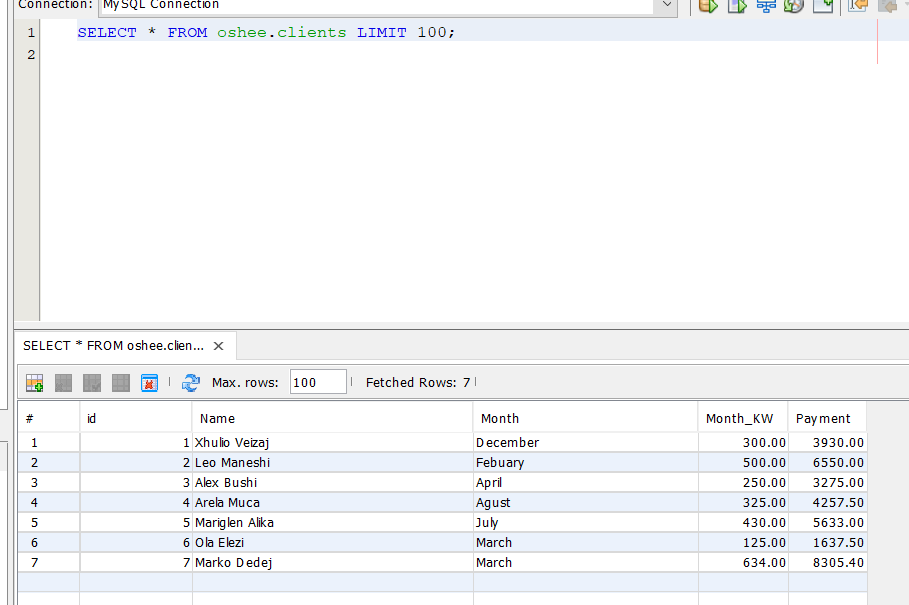 Connection: MySQL Connection
1 SELECT * FROM oshee.clients LIMIT 100;
2
SELECT * FROM oshee.clien...
Max. rows: 100 Fetched Rows: 7
# id Name Month Month_KW Payment
1 1 Xhulio Veizaj December 300.00 3930.00
2 2 Leo Maneshi Febuary 500.00 6550.00
3 3 Alex Bushi April 250.00 3275.00
4 4 Arela Muca Agust 325.00 4257.50
5 5 Mariglen Alika July 430.00 5633.00
6 6 Ola Elezi March 125.00 1637.50
7 7 Marko Dedej March 634.00 8305.40